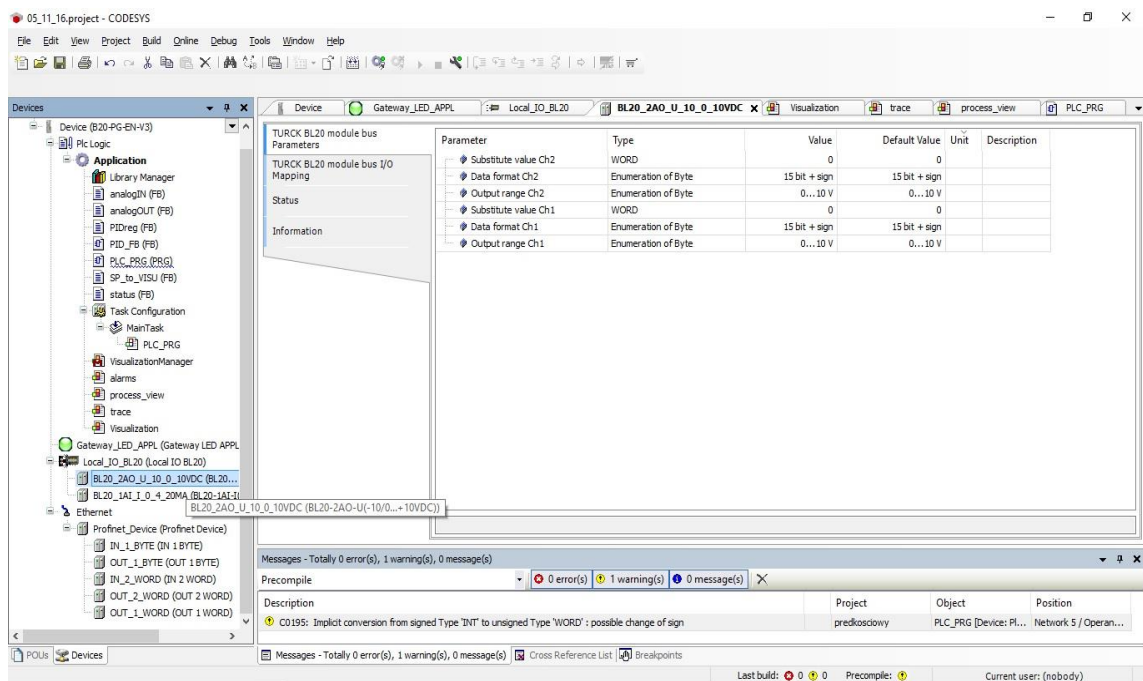 05_11_16.project - CODESYS
File Edit View Project Build Online Debug Tools Window Help
Devices
Device (B20-PG-EN-V3)
Plc Logic
Application
Library Manager
analogIN (FB)
analogOUT (FB)
PIDreg (FB)
PID_FB (FB)
PLC_PRG (PRG)
SP_to_VISU (FB)
status (FB)
Task Configuration
MainTask
PLC_PRG
VisualizationManager
alarms
process_view
trace
Visualization
Gateway_LED_APPL (Gateway LED APPL
Local_IO_BL20 (Local IO BL20)
BL20_2AO_U_10_0_10VDC (BL20...
BL20_1AI_I_0_4_20MA (BL20-1AI-I(
BL20_2AO_U_10_0_10VDC (BL20-2AO-U(-10/0...+10VDC))
Ethernet
Profinet_Device (Profinet Device)
IN_1_BYTE (IN 1 BYTE)
OUT_1_BYTE (OUT 1 BYTE)
IN_2_WORD (IN 2 WORD)
OUT_2_WORD (OUT 2 WORD)
OUT_1_WORD (OUT 1 WORD)
POUs Devices
Device Gateway_LED_APPL Local_IO_BL20 BL20_2AO_U_10_0_10VDC Visualization trace process_view PLC_PRG
TURCK BL20 module bus
Parameters
TURCK BL20 module bus I/O
Mapping
Status
Information
Parameter Type Value Default Value Unit Description
Substitute value Ch2 WORD 0 0
Data format Ch2 Enumeration of Byte 15 bit + sign 15 bit + sign
Output range Ch2 Enumeration of Byte 0...10 V 0...10 V
Substitute value Ch1 WORD 0 0
Data format Ch1 Enumeration of Byte 15 bit + sign 15 bit + sign
Output range Ch1 Enumeration of Byte 0...10 V 0...10 V
Messages - Totally 0 error(s), 1 warning(s), 0 message(s)
Precompile 0 error(s) 1 warning(s) 0 message(s)
Description Project Object Position
C0195: Implicit conversion from signed Type 'INT' to unsigned Type 'WORD' : possible change of sign predkosciowy PLC_PRG [Device: Pl... Network 5 / Operan...
Messages - Totally 0 error(s), 1 warning(s), 0 message(s) Cross Reference List Breakpoints
Last build: 0 0 Precompile: Current user: (nobody)